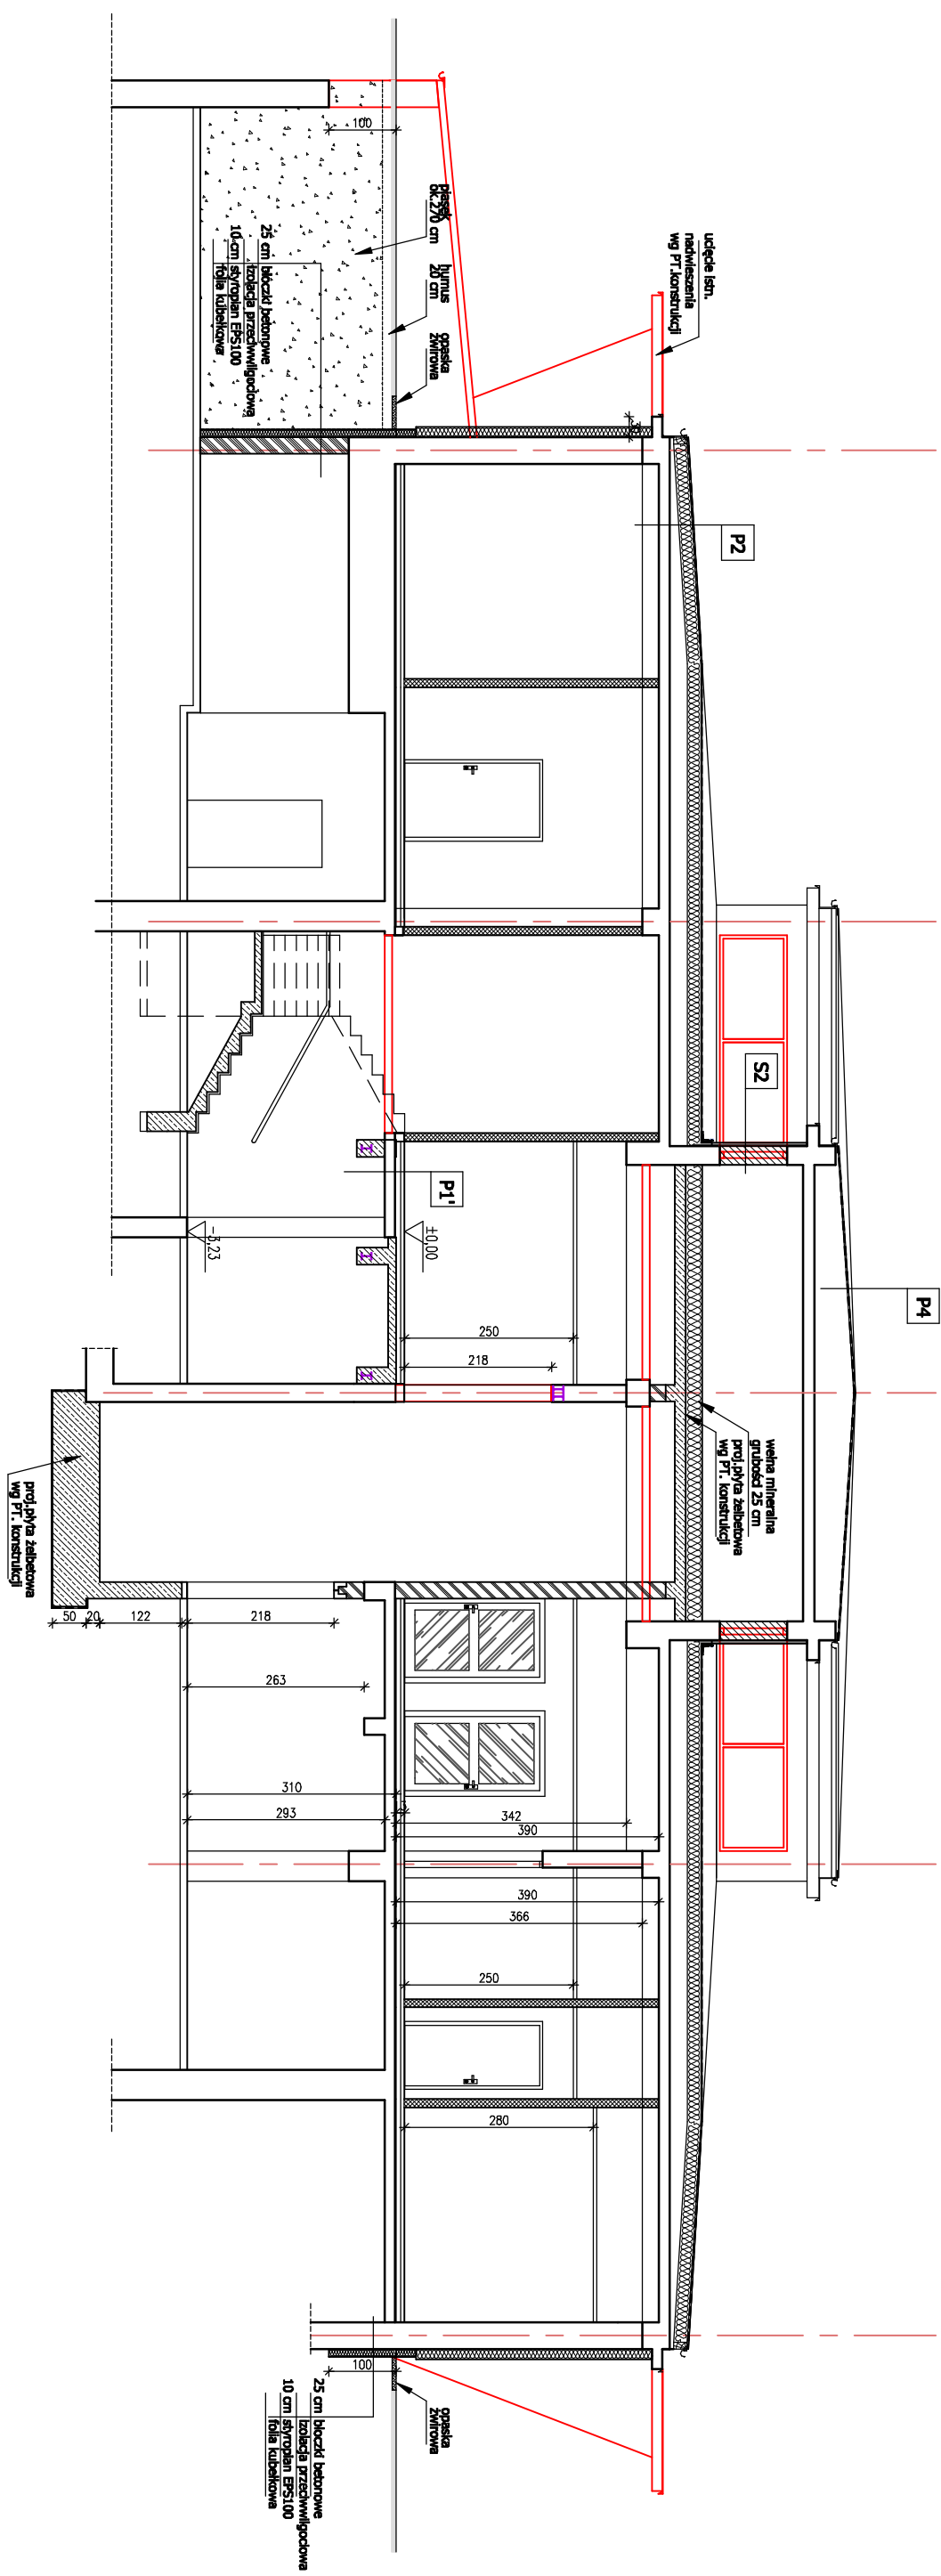 ucięcie istn.
nadwieszenia
wg PT.konstrukcji
P2
S2
P4
piasek
ok.270 cm
humus
20 cm
opaska
żwirowa
100
25 cm bloczki betonowe
izolacja przeciwwilgociowa
10 cm styropian EPS100
folia kubełkowa
P1'
±0,00
-3,23
250
218
wełna mineralna
grubości 25 cm
proj.płyta żelbetowa
wg PT. konstrukcji
proj.płyta żelbetowa
wg PT. konstrukcji
50
20
122
218
263
310
293
342
390
390
366
250
280
100
opaska
żwirowa
25 cm bloczki betonowe
izolacja przeciwwilgociowa
10 cm styropian EPS100
folia kubełkowa